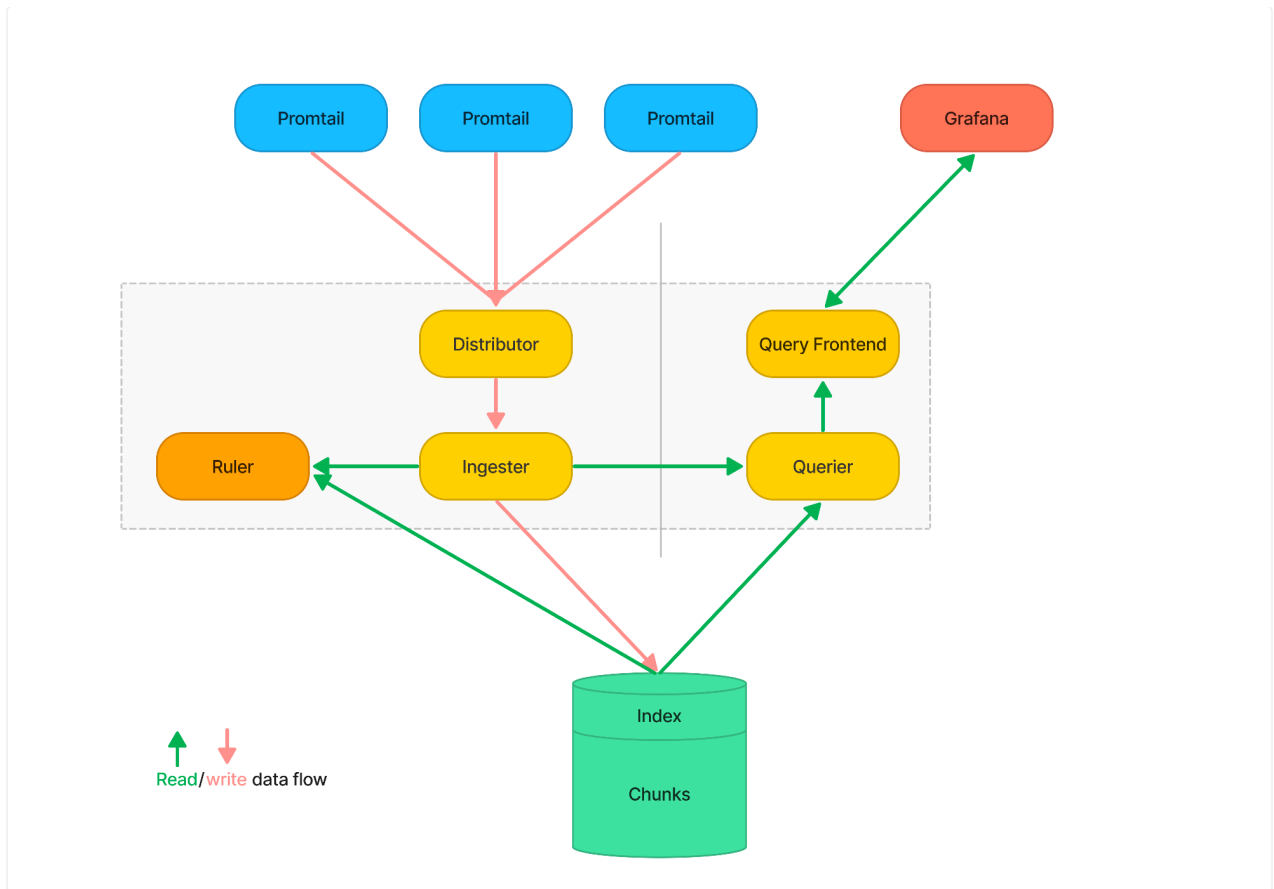 Promtail
Promtail
Promtail
Grafana
Distributor
Query Frontend
Ruler
Ingester
Querier
Index
Chunks
Read/write data flow